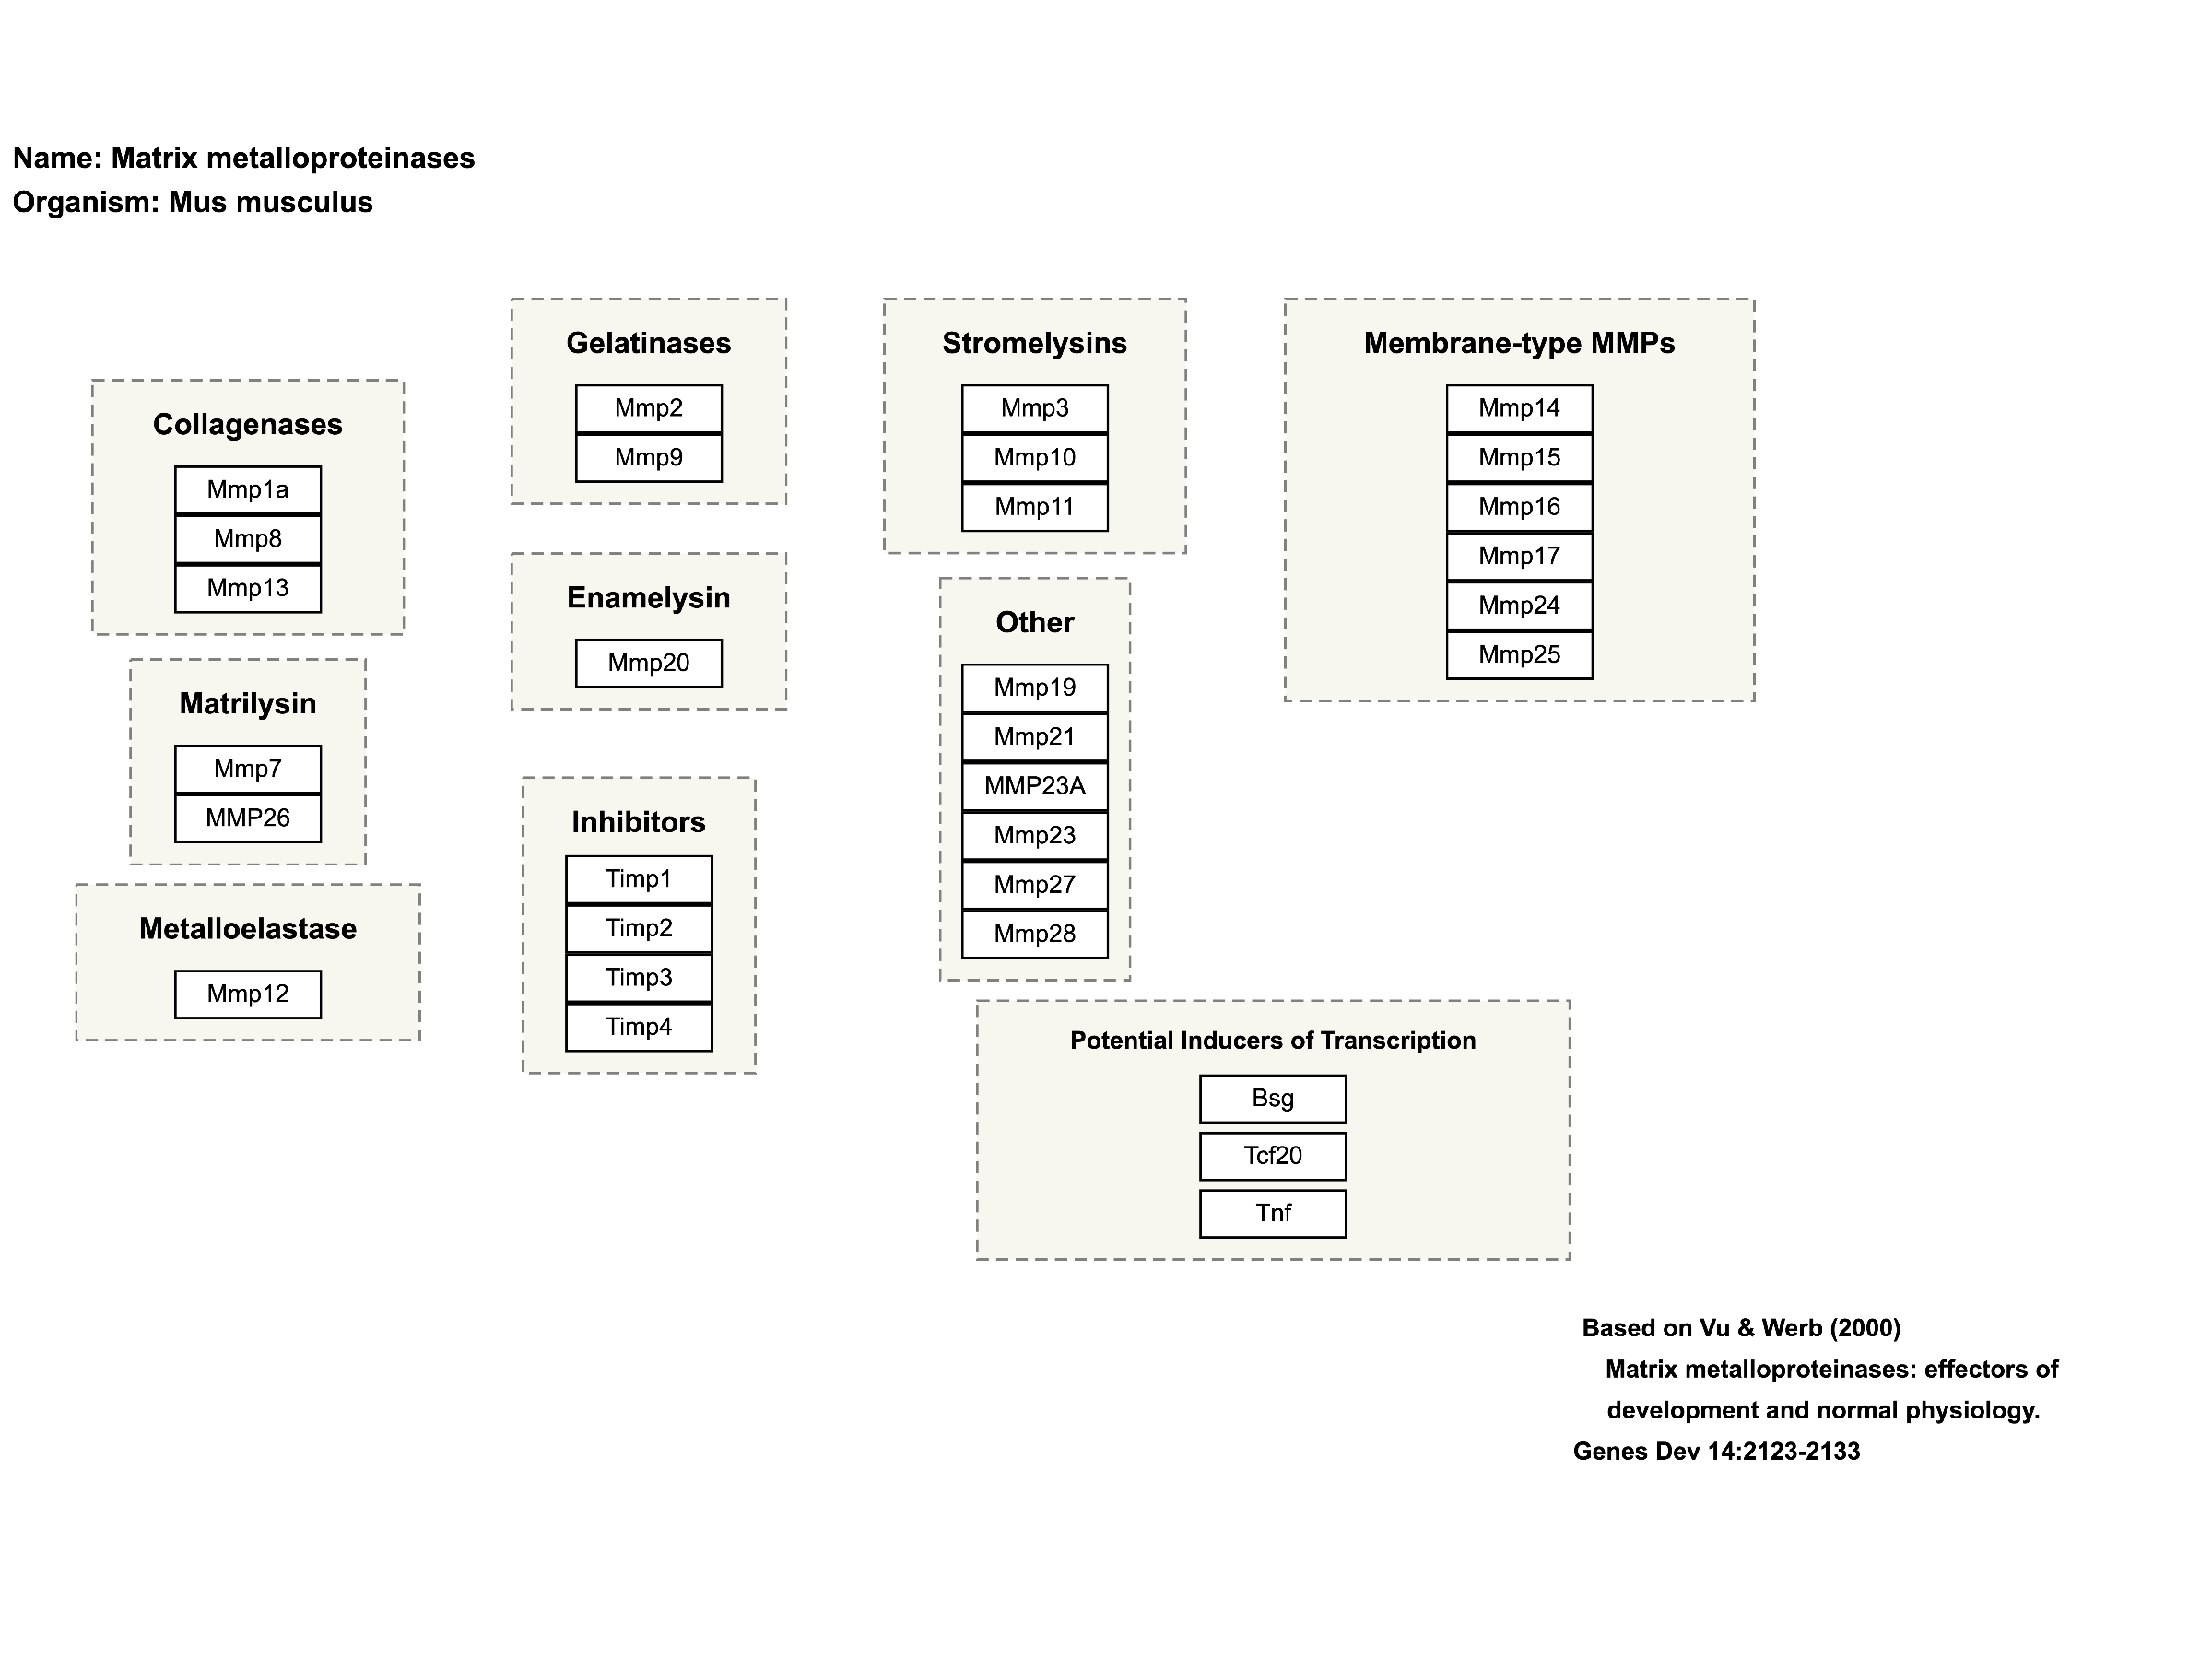 Name: Matrix metalloproteinases
Organism: Mus musculus
Collagenases
Mmp1a
Mmp8
Mmp13
Matrilysin
Mmp7
MMP26
Metalloelastase
Mmp12
Gelatinases
Mmp2
Mmp9
Enamelysin
Mmp20
Inhibitors
Timp1
Timp2
Timp3
Timp4
Stromelysins
Mmp3
Mmp10
Mmp11
Other
Mmp19
Mmp21
MMP23A
Mmp23
Mmp27
Mmp28
Membrane-type MMPs
Mmp14
Mmp15
Mmp16
Mmp17
Mmp24
Mmp25
Potential Inducers of Transcription
Bsg
Tcf20
Tnf
Based on Vu & Werb (2000)
Matrix metalloproteinases: effectors of
development and normal physiology.
Genes Dev 14:2123-2133